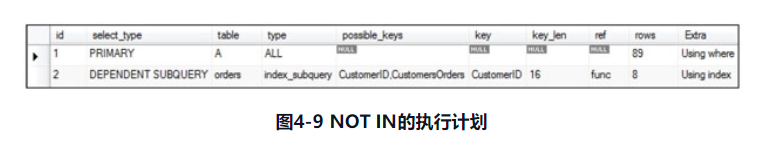 id select_type table type possible_keys key key_len ref rows Extra
1 PRIMARY A ALL NULL NULL NULL NULL 89 Using where
2 DEPENDENT SUBQUERY orders index_subquery CustomerID,CustomersOrders CustomerID 16 func 8 Using index
图4-9 NOT IN的执行计划